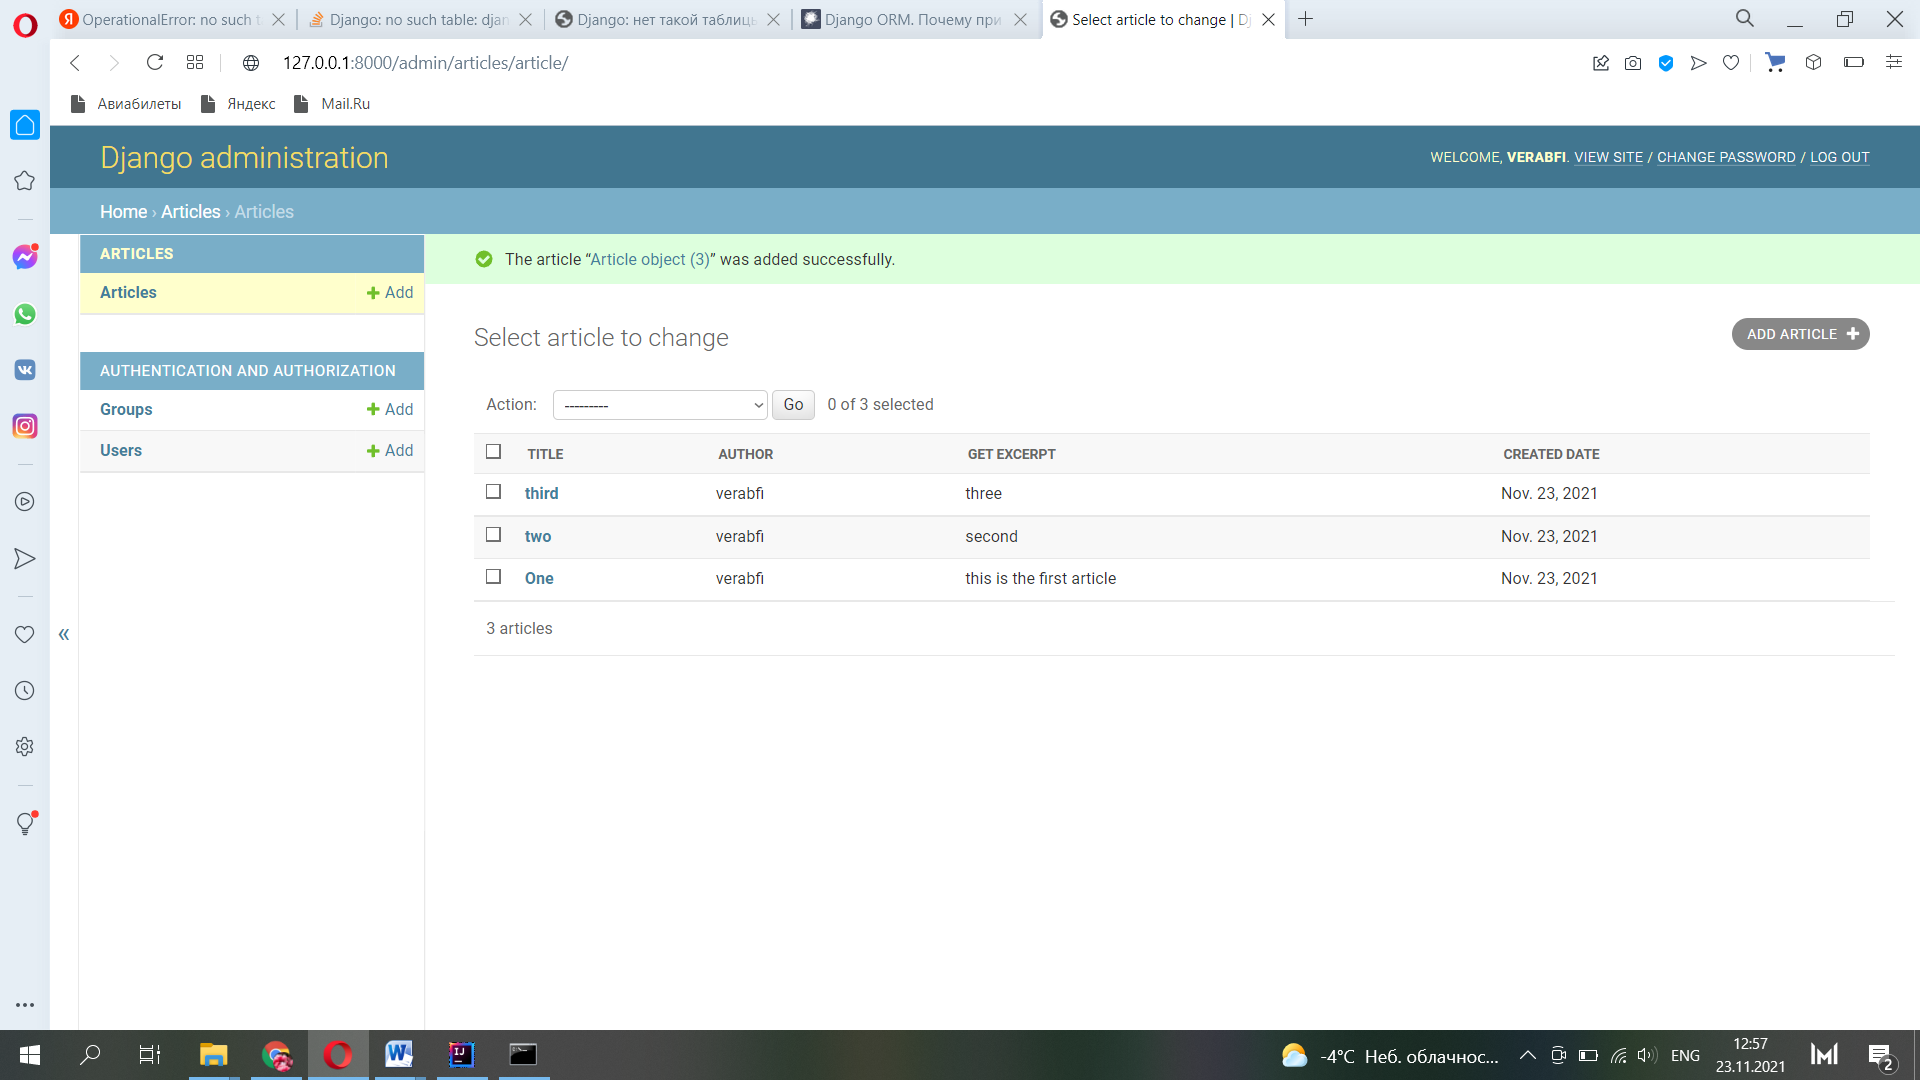 OperationalError: no such t
Django: no such table: djan
Django: нет такой таблиць
Django ORM. Почему при
Select article to change | Dj
127.0.0.1:8000/admin/articles/article/
Авиабилеты
Яндекс
Mail.Ru
Django administration
WELCOME, VERABFI. VIEW SITE / CHANGE PASSWORD / LOG OUT
Home › Articles › Articles
ARTICLES
Articles
Add
AUTHENTICATION AND AUTHORIZATION
Groups
Add
Users
Add
«
The article “Article object (3)” was added successfully.
Select article to change
ADD ARTICLE
Action:
---------
Go
0 of 3 selected
TITLE AUTHOR GET EXCERPT CREATED DATE
third verabfi three Nov. 23, 2021
two verabfi second Nov. 23, 2021
One verabfi this is the first article Nov. 23, 2021
3 articles
-4°C Неб. облачнос...
ENG
12:57
23.11.2021
2